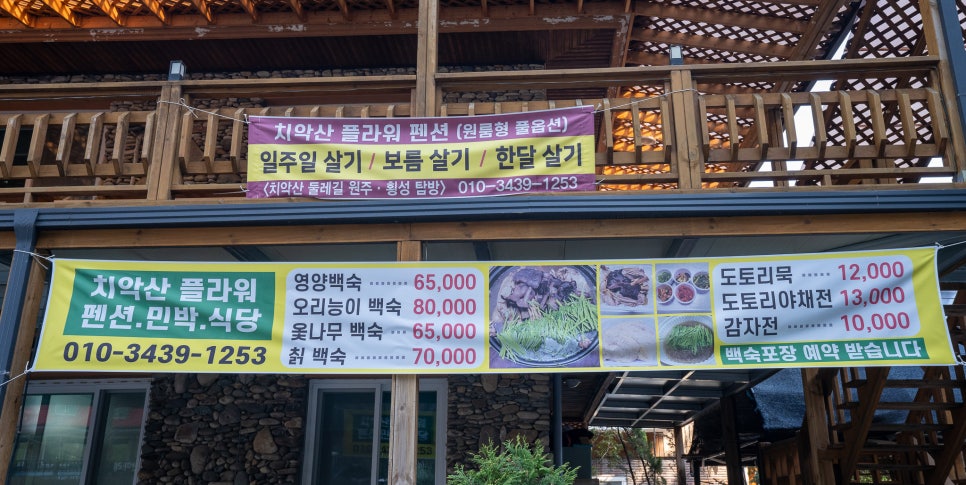 치악산 플라워 펜션 (원룸형 풀옵션)
일주일 살기 / 보름 살기 / 한달 살기
〈치악산 둘레길 원주 · 횡성 탐방〉 010-3439-1253
치악산 플라워
펜션.민박.식당
010-3439-1253
영양백숙 ········ 65,000
오리능이 백숙 80,000
옻나무 백숙 ··· 65,000
칡 백숙 ········· 70,000
도토리묵 ····· 12,000
도토리야채전 13,000
감자전 ········ 10,000
백숙포장 예약 받습니다